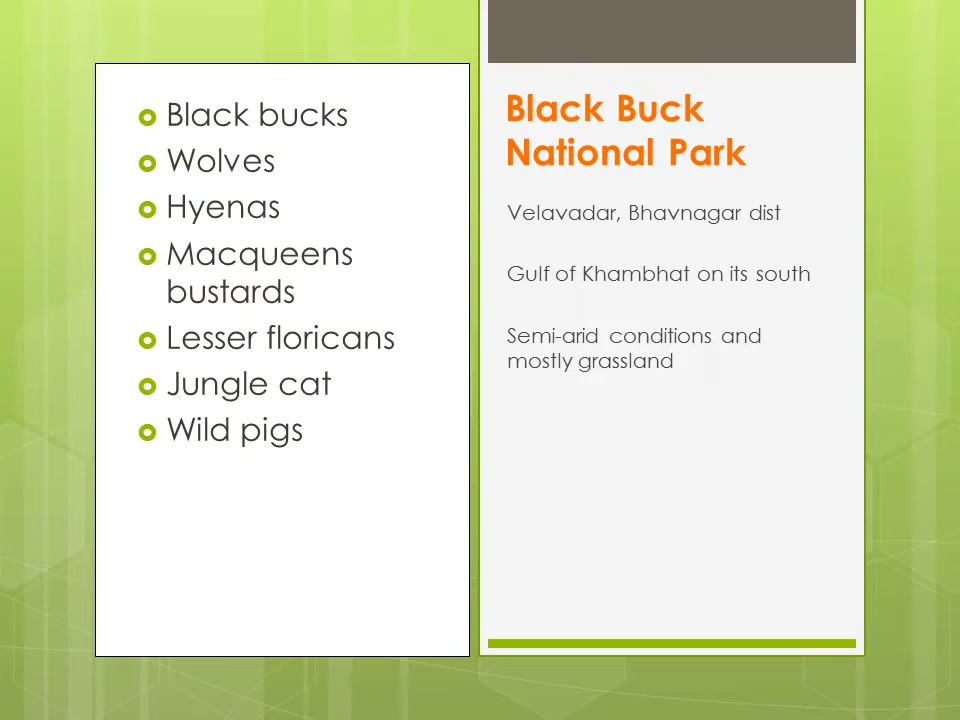 Black bucks
Wolves
Hyenas
Macqueens
bustards
Lesser floricans
Jungle cat
Wild pigs
Black Buck
National Park
Velavadar, Bhavnagar dist
Gulf of Khambhat on its south
Semi-arid conditions and
mostly grassland